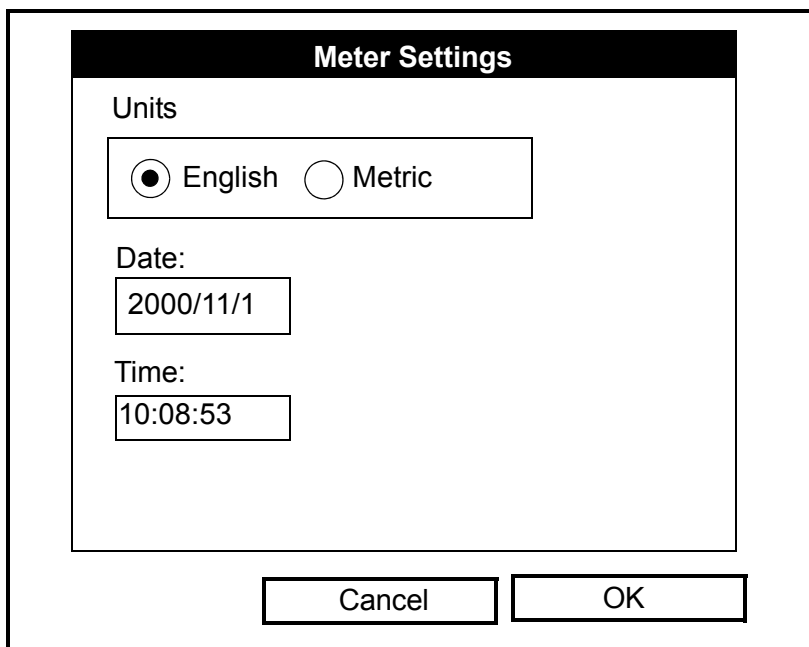 Meter Settings
Units
English Metric
Date:
2000/11/1
Time:
10:08:53
Cancel OK